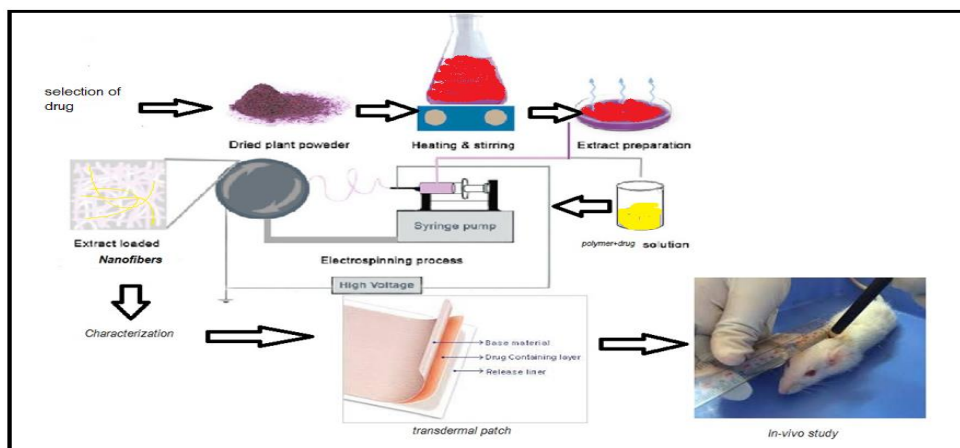 selection of
drug
Dried plant poweder
Heating & stirring
Extract preparation
Extract loaded
Nanofibers
Syringe pump
polymer+drug solution
Electrospinning process
High Voltage
Characterization
Base material
Drug Containing layer
Release liner
transdermal patch
in-vivo study